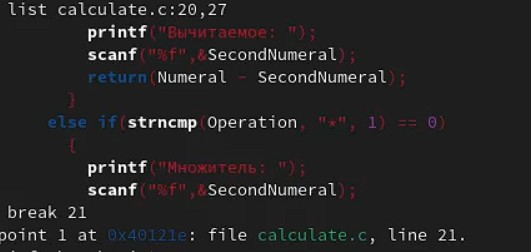 list calculate.c:20,27
printf("Вычитаемое: ");
scanf("%f",&SecondNumeral);
return(Numeral - SecondNumeral);
}
else if(strncmp(Operation, "*", 1) == 0)
{
printf("Множитель: ");
scanf("%f",&SecondNumeral);
break 21
point 1 at 0x40121e: file calculate.c, line 21.